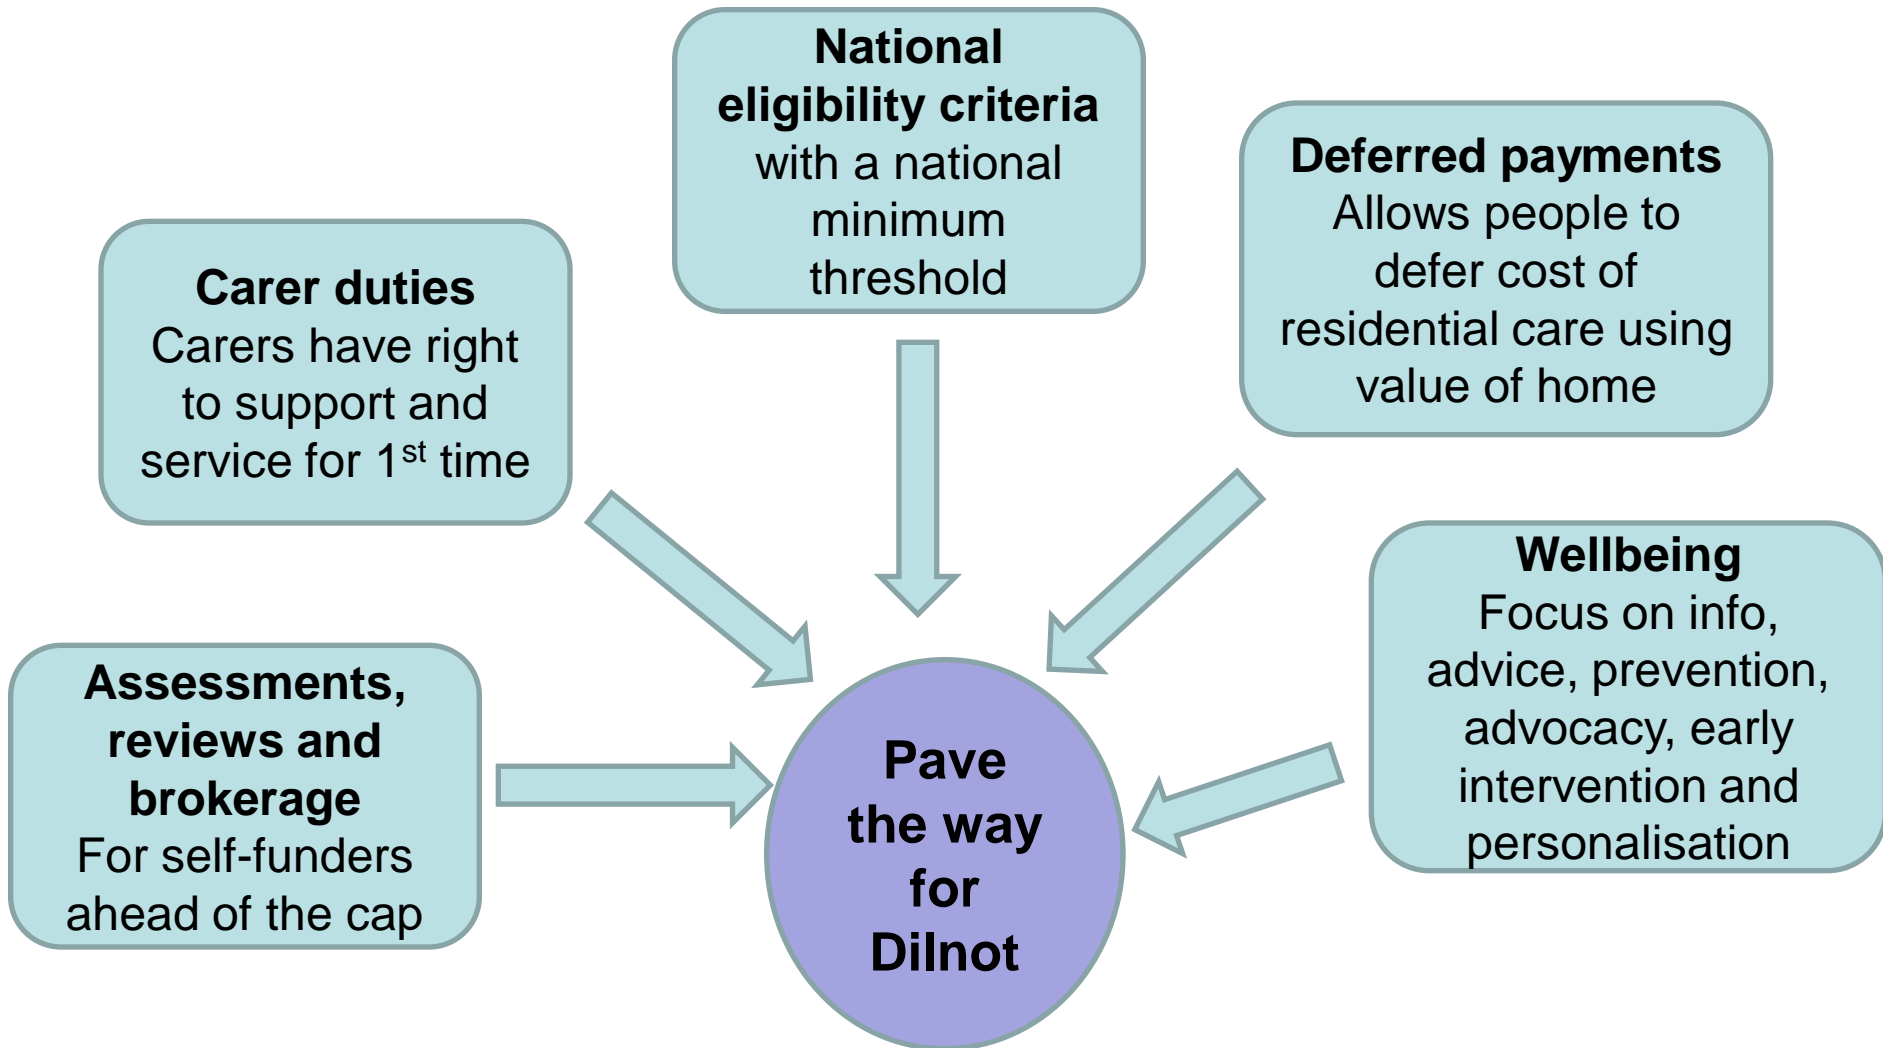 National
eligibility criteria
with a national
minimum
threshold
Deferred payments
Allows people to
defer cost of
residential care using
value of home
Carer duties
Carers have right
to support and
service for 1st time
Wellbeing
Focus on info,
advice, prevention,
advocacy, early
intervention and
personalisation
Assessments,
reviews and
brokerage
For self-funders
ahead of the cap
Pave
the way
for
Dilnot